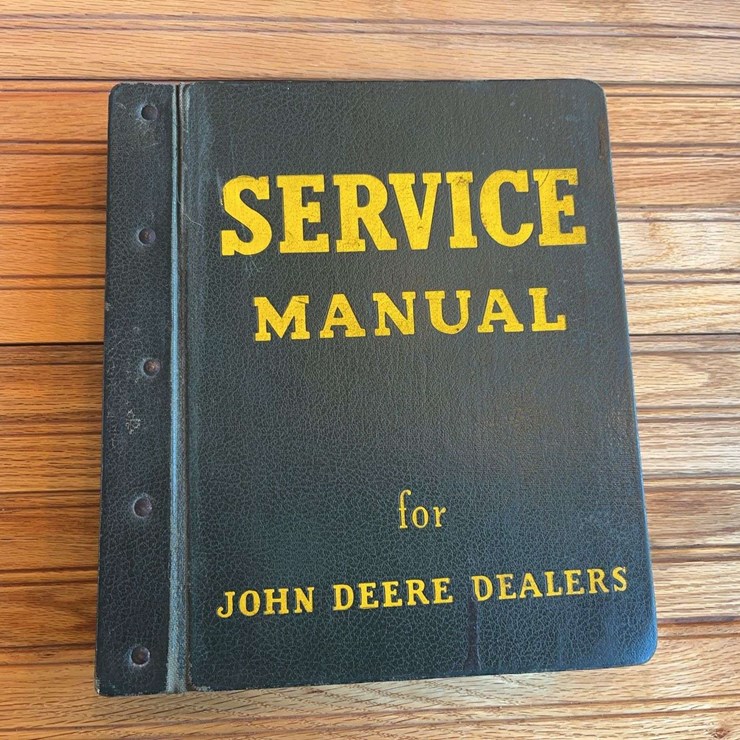 SERVICE
MANUAL
for
JOHN DEERE DEALERS